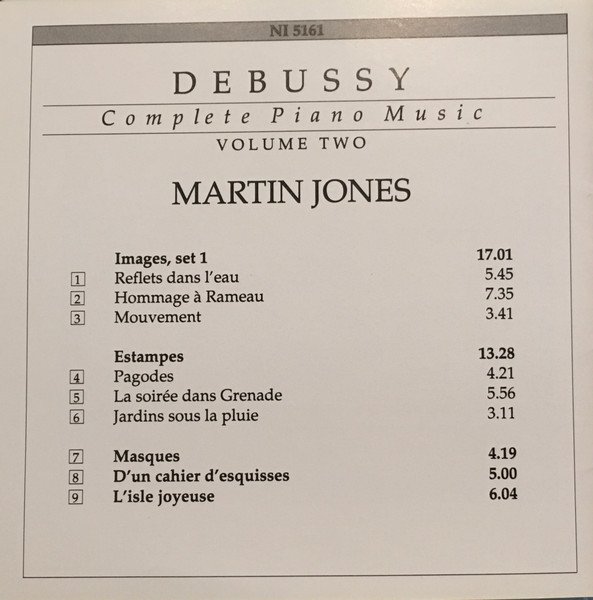 NI 5161
DEBUSSY
Complete Piano Music
VOLUME TWO
MARTIN JONES
Images, set 1 17.01
1 Reflets dans l'eau 5.45
2 Hommage à Rameau 7.35
3 Mouvement 3.41
Estampes 13.28
4 Pagodes 4.21
5 La soirée dans Grenade 5.56
6 Jardins sous la pluie 3.11
7 Masques 4.19
8 D'un cahier d'esquisses 5.00
9 L'isle joyeuse 6.04